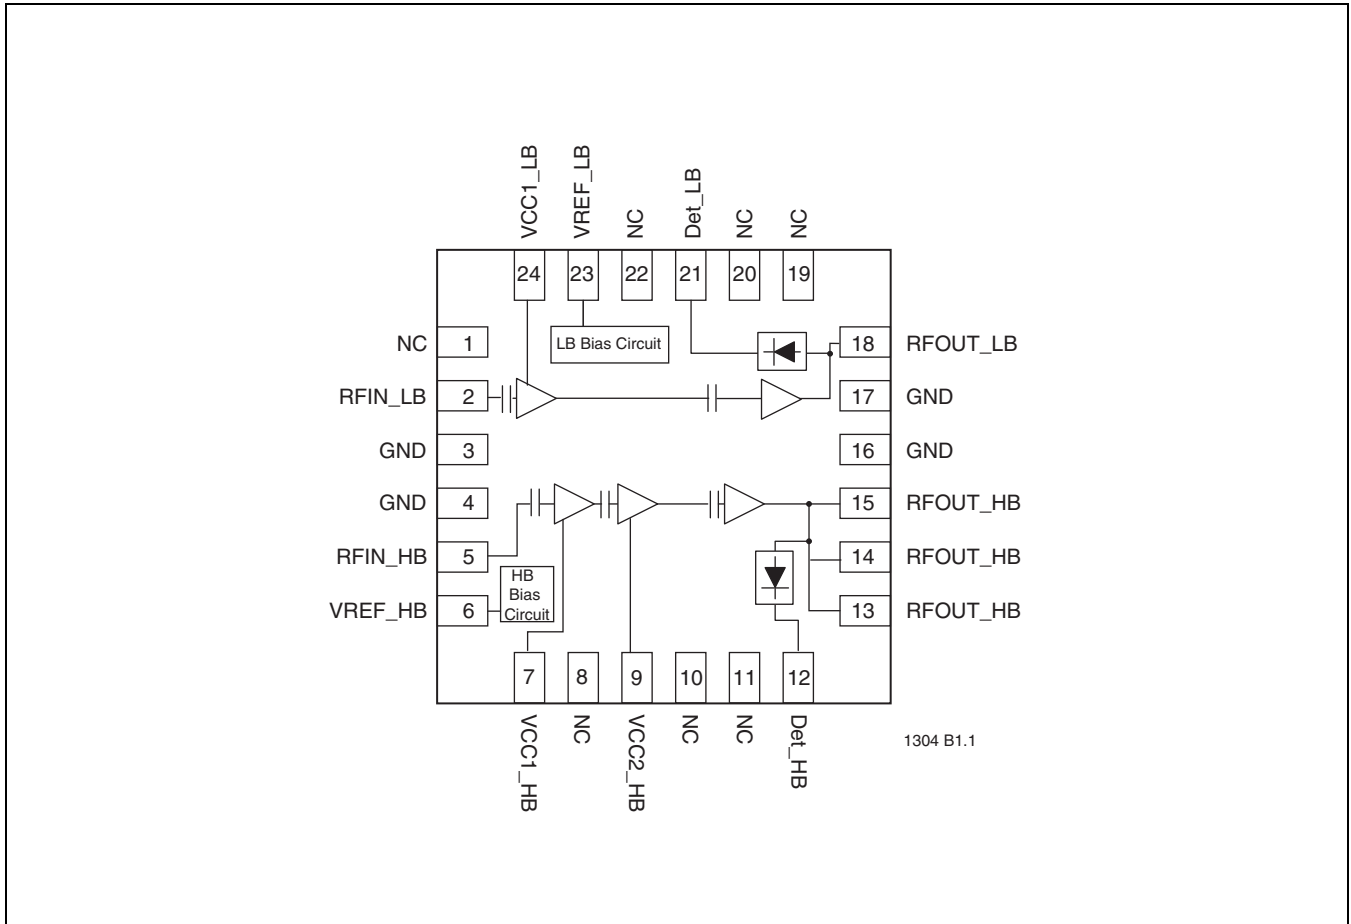 VCC1_LB
VREF_LB
NC
Det_LB
NC
NC
24
23
22
21
20
19
NC
1
LB Bias Circuit
18
RFOUT_LB
RFIN_LB
2
17
GND
GND
3
16
GND
GND
4
15
RFOUT_HB
RFIN_HB
5
14
RFOUT_HB
VREF_HB
6
HB
Bias
Circuit
13
RFOUT_HB
7
8
9
10
11
12
VCC1_HB
NC
VCC2_HB
NC
NC
Det_HB
1304 B1.1